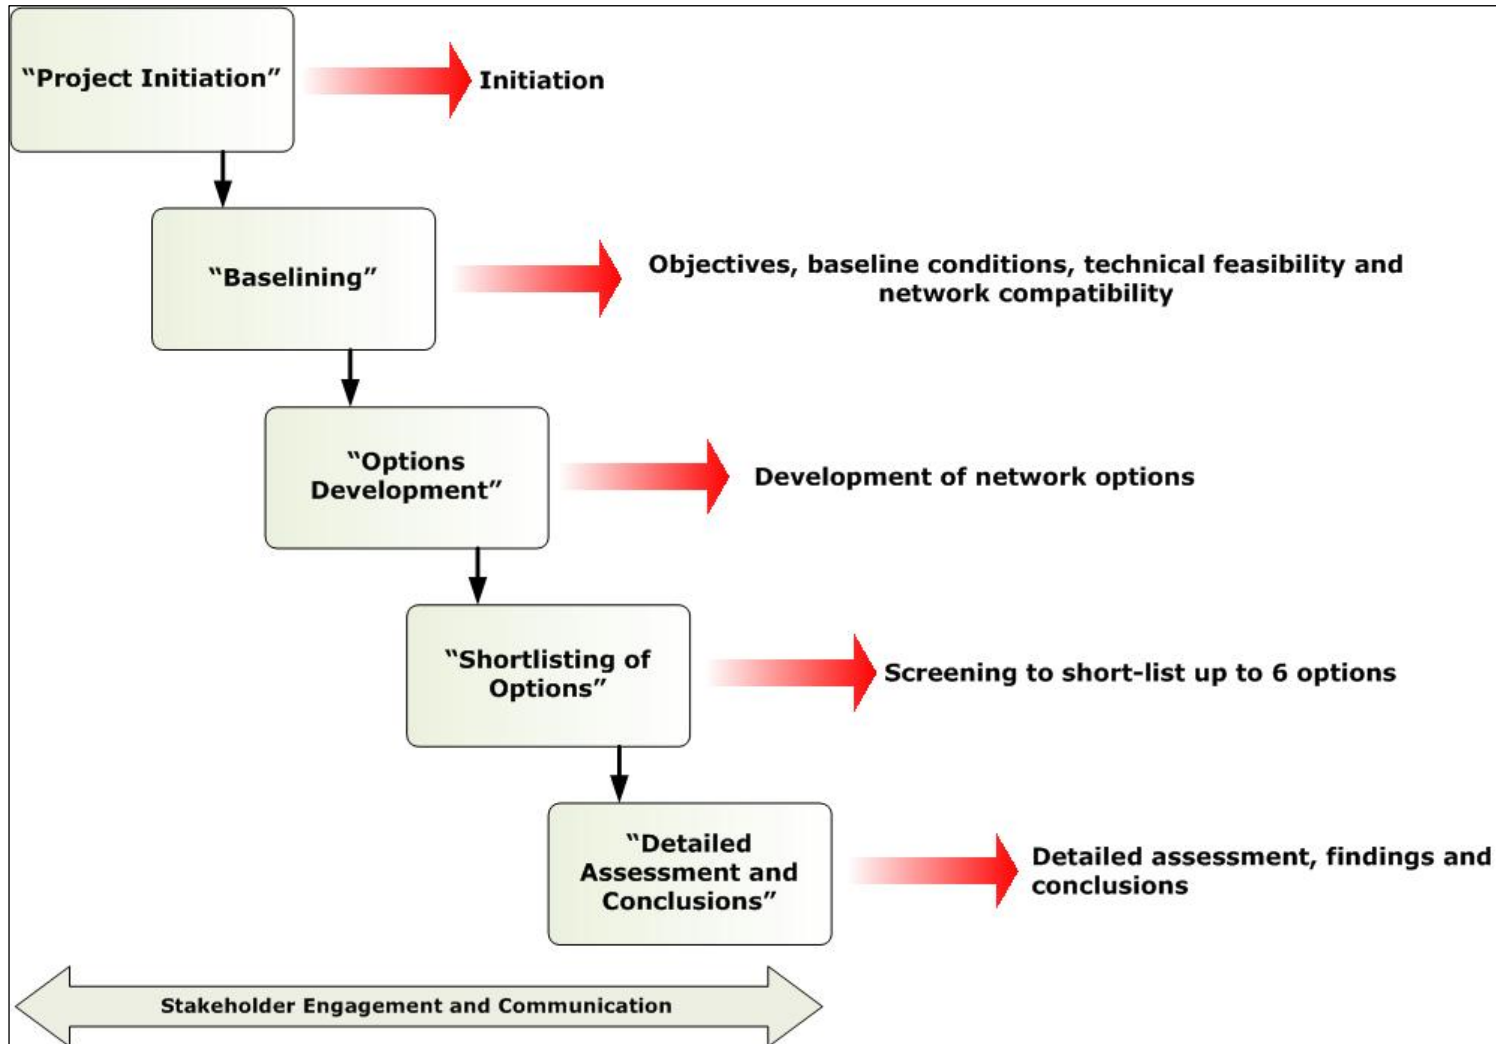 “Project Initiation”
Initiation
“Baselining”
Objectives, baseline conditions, technical feasibility and
network compatibility
“Options
Development”
Development of network options
“Shortlisting of
Options”
Screening to short-list up to 6 options
“Detailed
Assessment and
Conclusions”
Detailed assessment, findings and
conclusions
Stakeholder Engagement and Communication